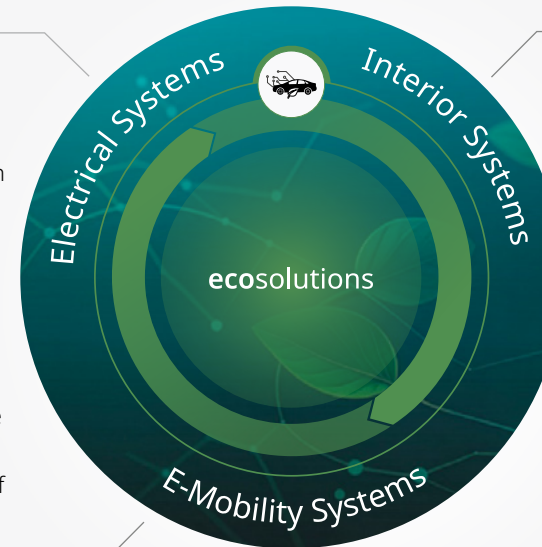 Electrical Systems
Interior Systems
ecosolutions
E-Mobility Systems